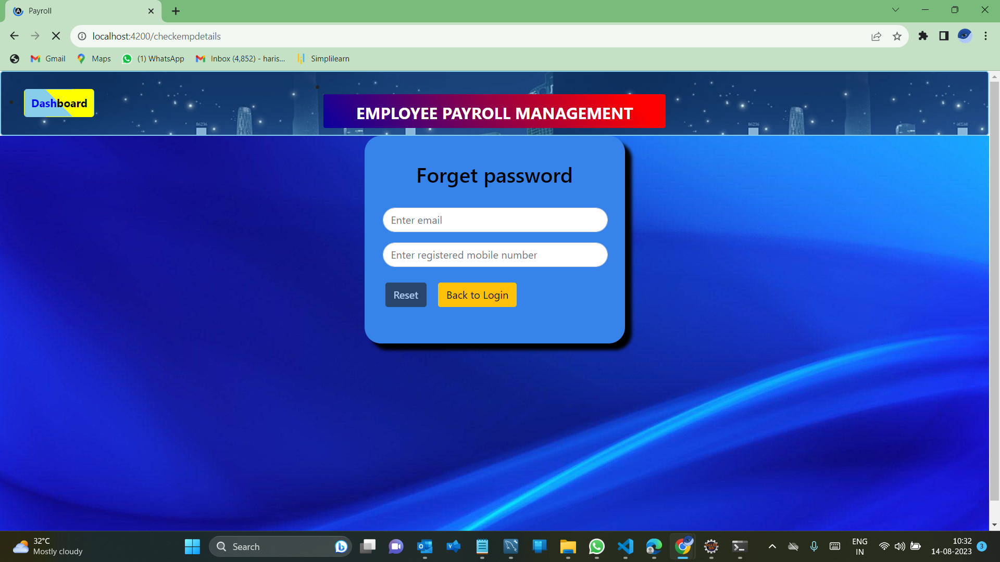 Payroll
localhost:4200/checkempdetails
Gmail
Maps
(1) WhatsApp
Inbox (4,852) - haris...
Simplilearn
Dashboard
EMPLOYEE PAYROLL MANAGEMENT
Forget password
Enter email
Enter registered mobile number
Reset
Back to Login
32°C
Mostly cloudy
Search
ENG
IN
10:32
14-08-2023
3